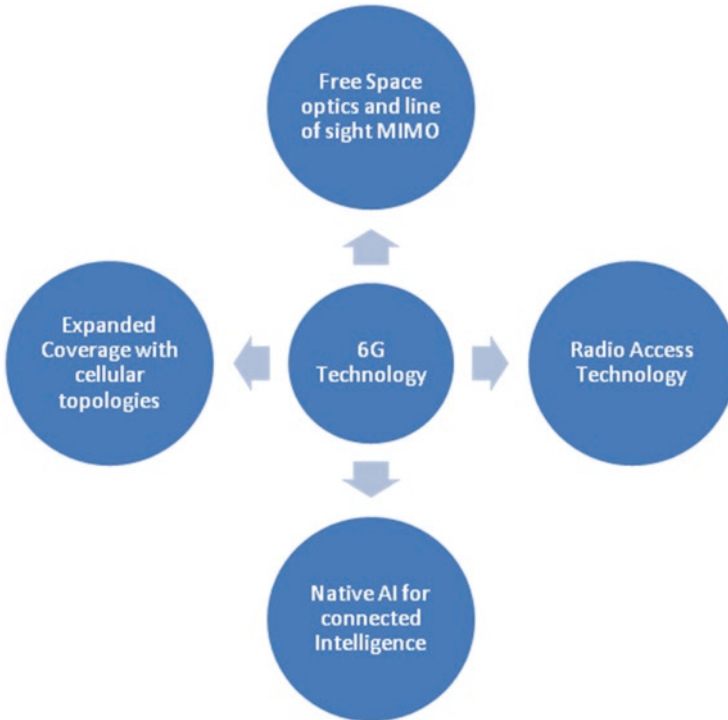 Free Space
optics and line
of sight MIMO
Expanded
Coverage with
cellular
topologies
6G
Technology
Radio Access
Technology
Native AI for
connected
Intelligence